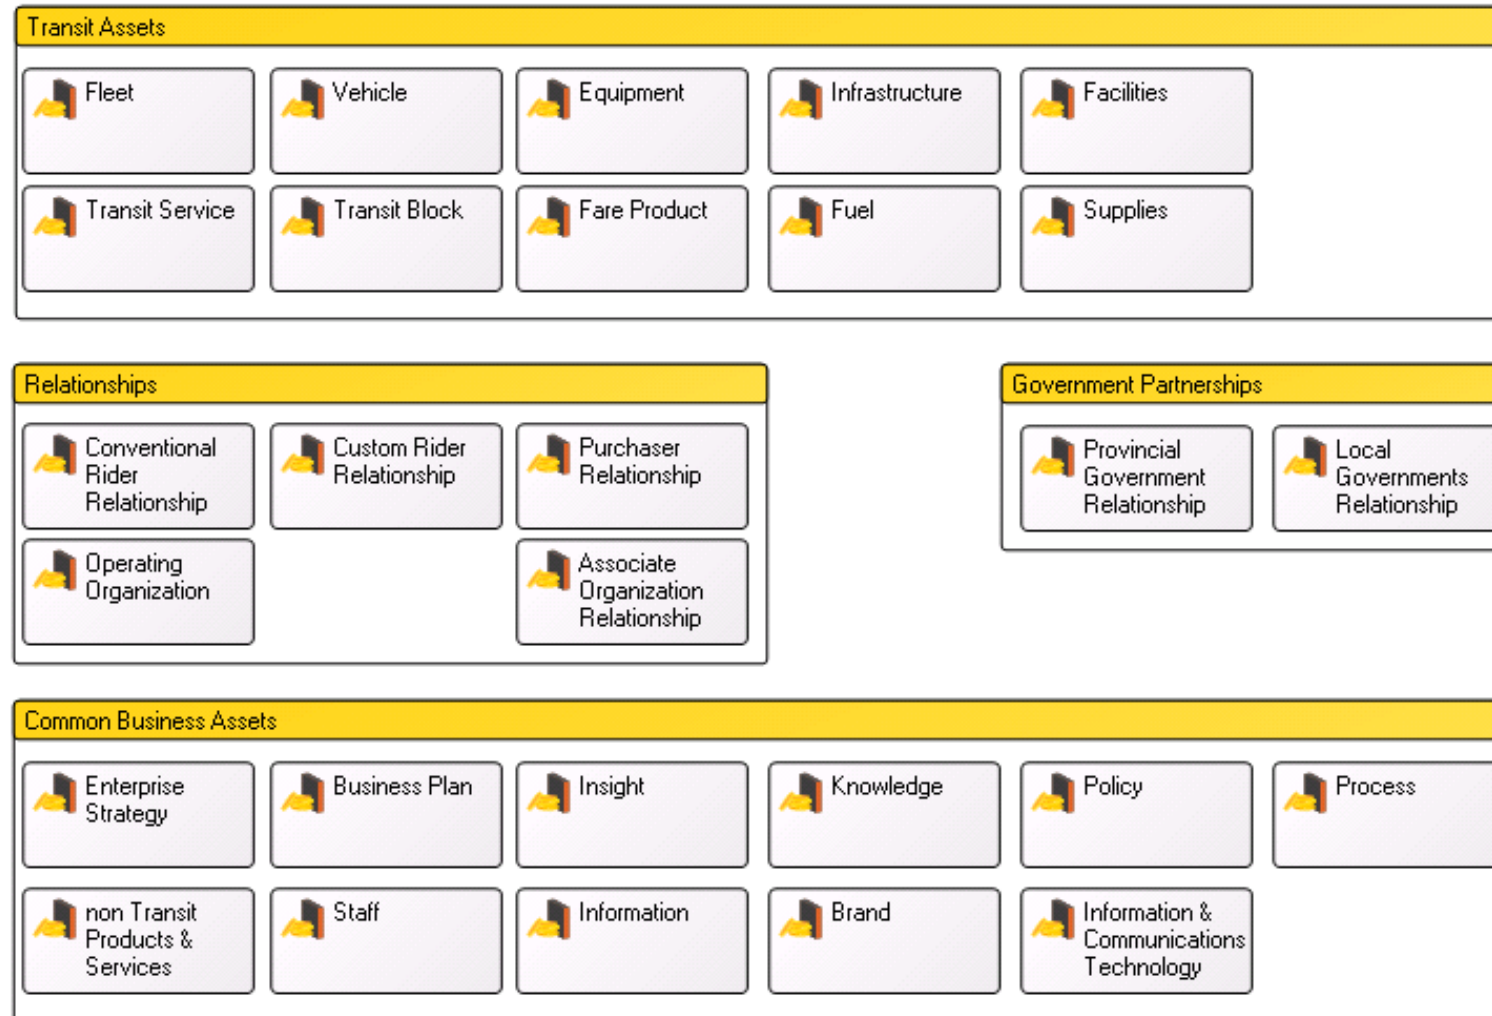 Transit Assets
Fleet
Vehicle
Equipment
Infrastructure
Facilities
Transit Service
Transit Block
Fare Product
Fuel
Supplies
Relationships
Conventional
Rider
Relationship
Custom Rider
Relationship
Purchaser
Relationship
Operating
Organization
Associate
Organization
Relationship
Government Partnerships
Provincial
Government
Relationship
Local
Governments
Relationship
Common Business Assets
Enterprise
Strategy
Business Plan
Insight
Knowledge
Policy
Process
non Transit
Products &
Services
Staff
Information
Brand
Information &
Communications
Technology